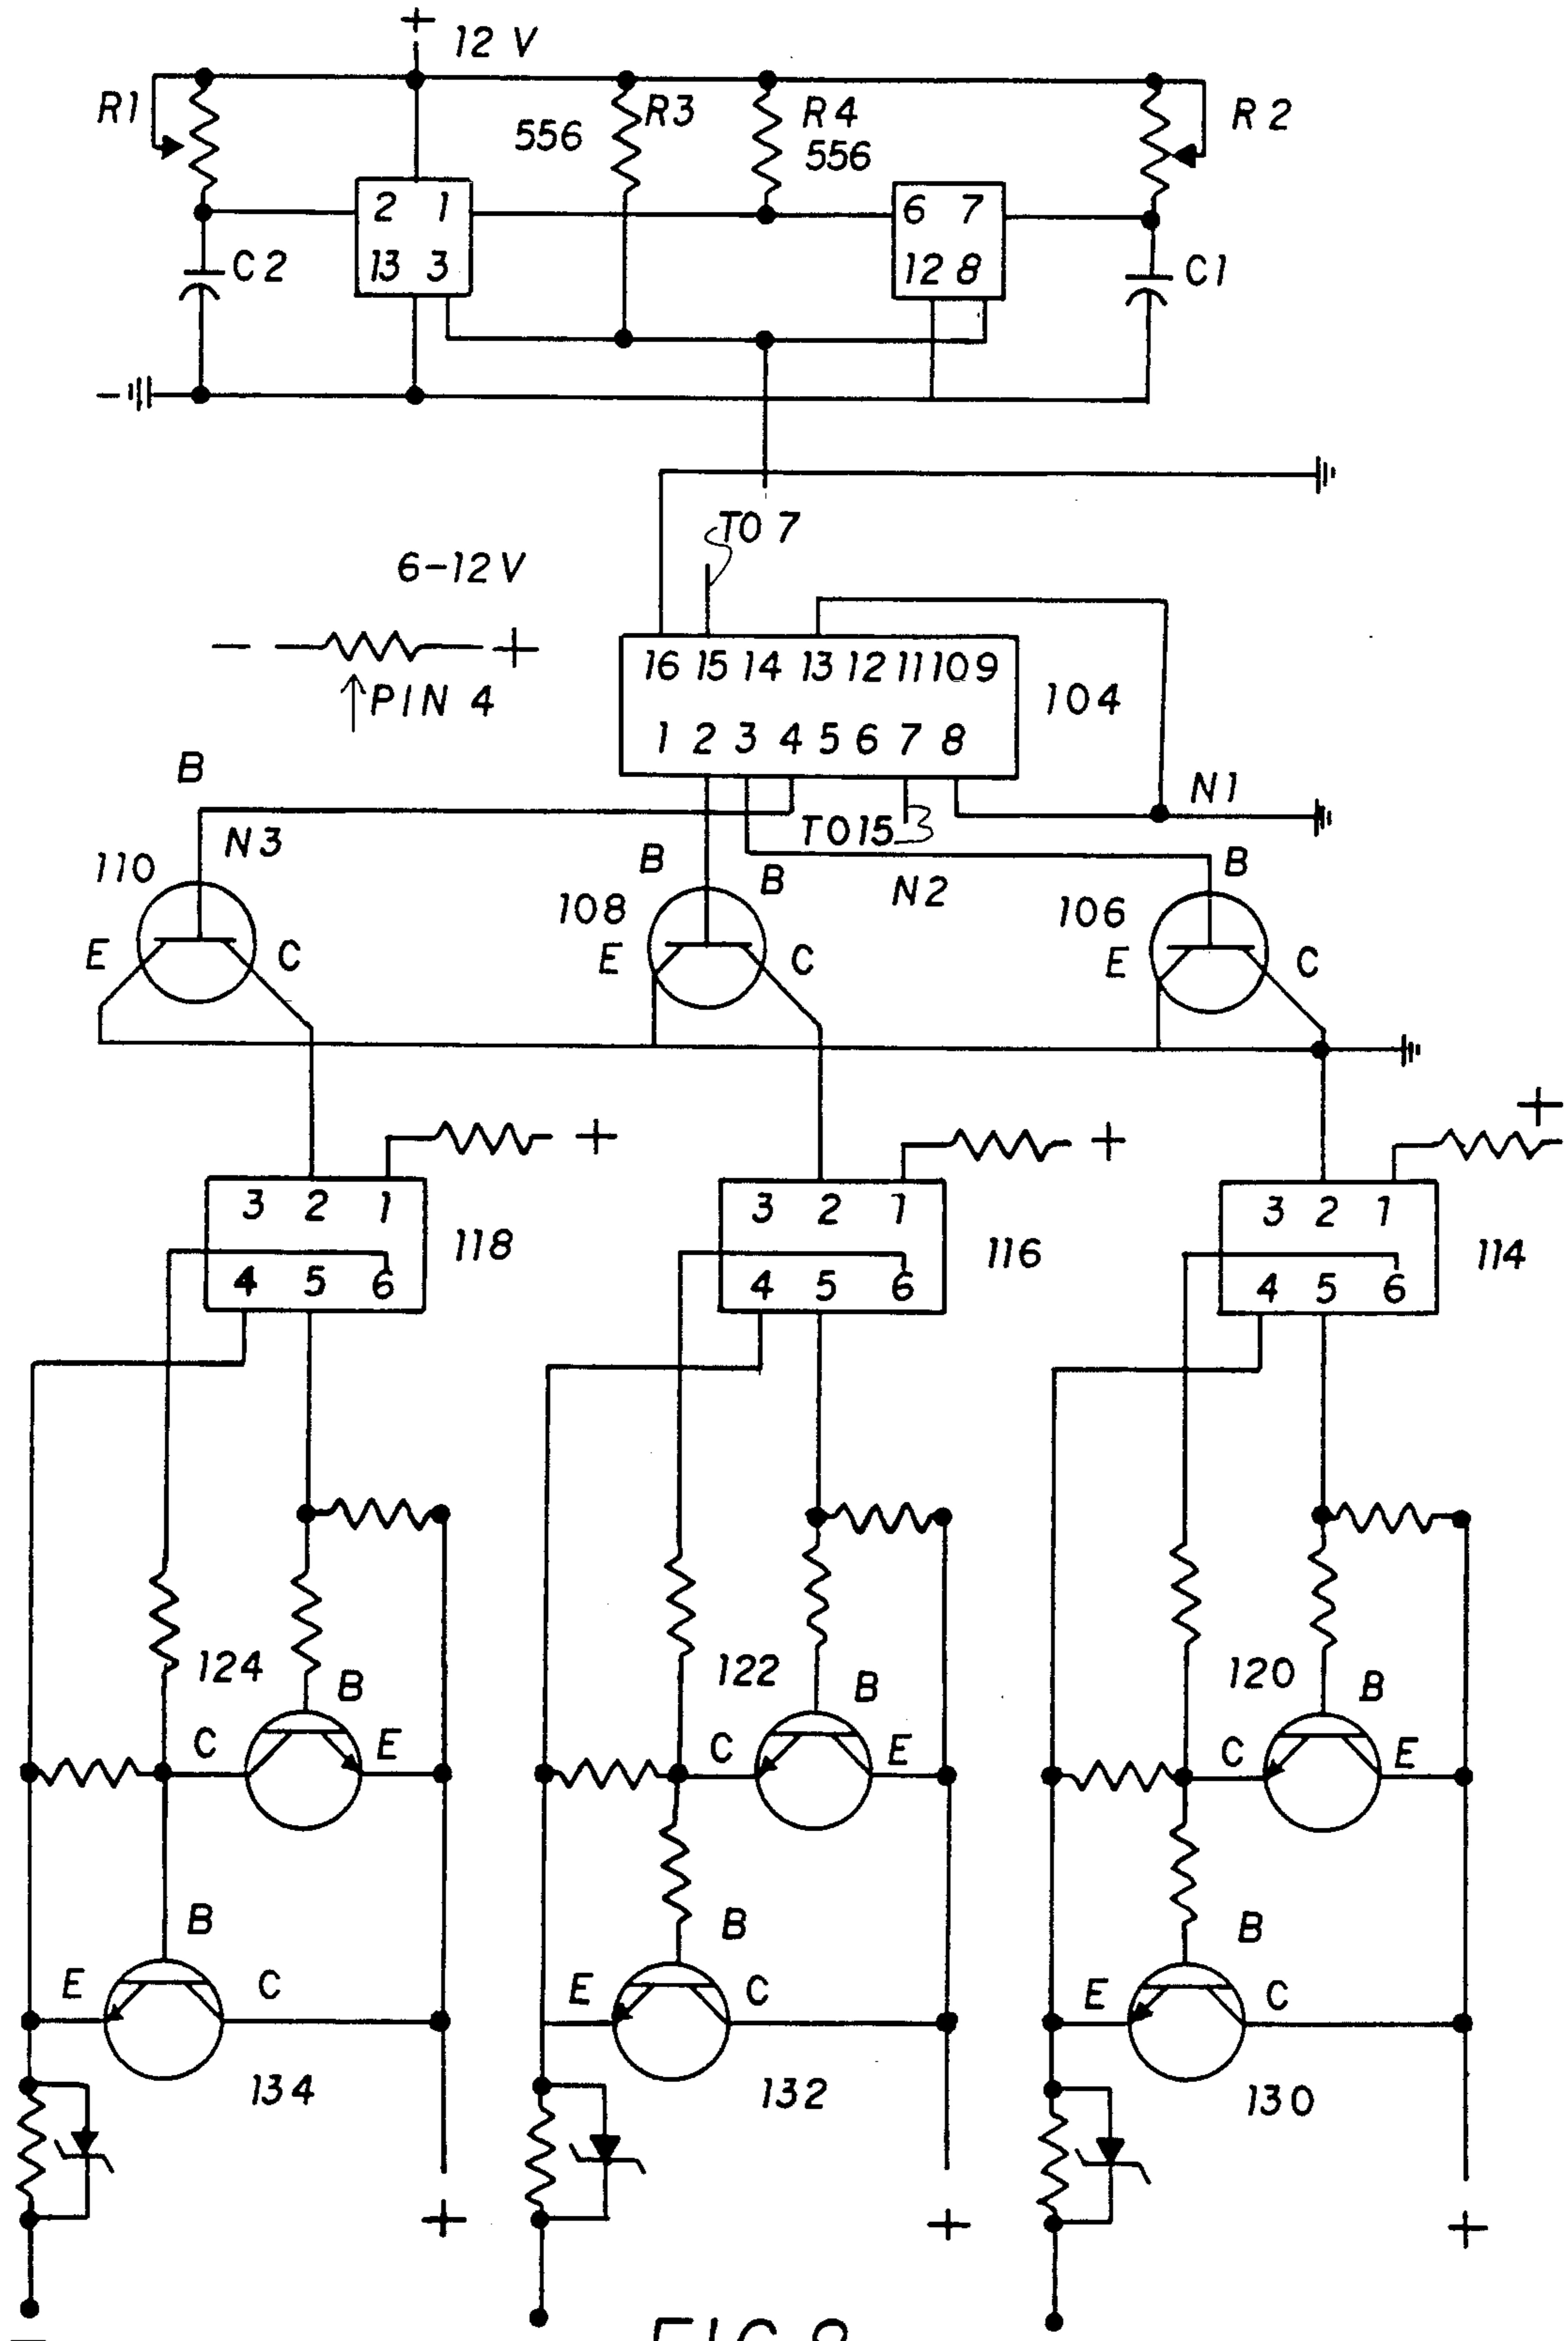 +
12 V
R1
R3
556
R4
556
R2
2 1
13 3
6 7
12 8
C2
C1
−
TO 7
6-12V
− +
PIN 4
16 15 14 13 12 11 10 9
1 2 3 4 5 6 7 8
104
B
N3
TO 15
N1
110
B
B
N2
B
108
106
E
C
E
C
E
C
+
+
+
3 2 1
4 5 6
118
3 2 1
4 5 6
116
3 2 1
4 5 6
114
124
B
122
B
120
B
C
E
C
E
C
E
B
B
B
E
C
E
C
E
C
134
132
130
+
+
+
−